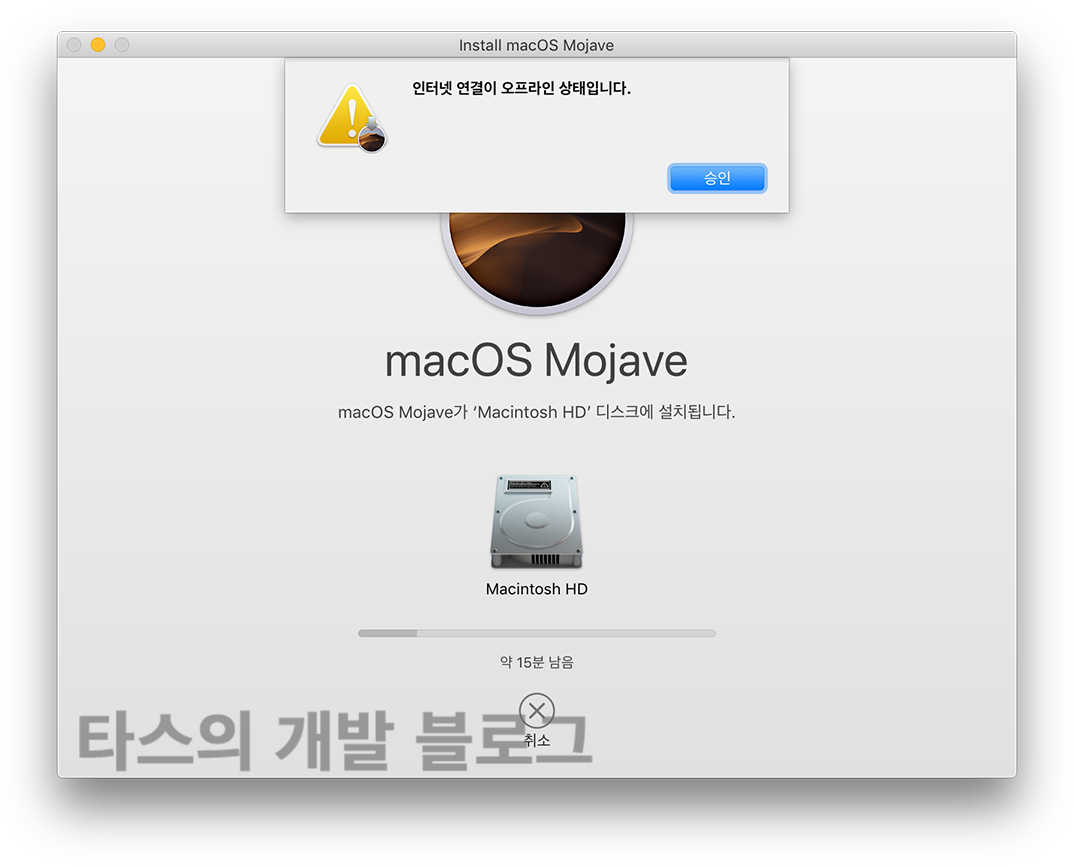 Install macOS Mojave
인터넷 연결이 오프라인 상태입니다.
승인
macOS Mojave
macOS Mojave가 ‘Macintosh HD’ 디스크에 설치됩니다.
Macintosh HD
약 15분 남음
취소
타스의 개발 블로그